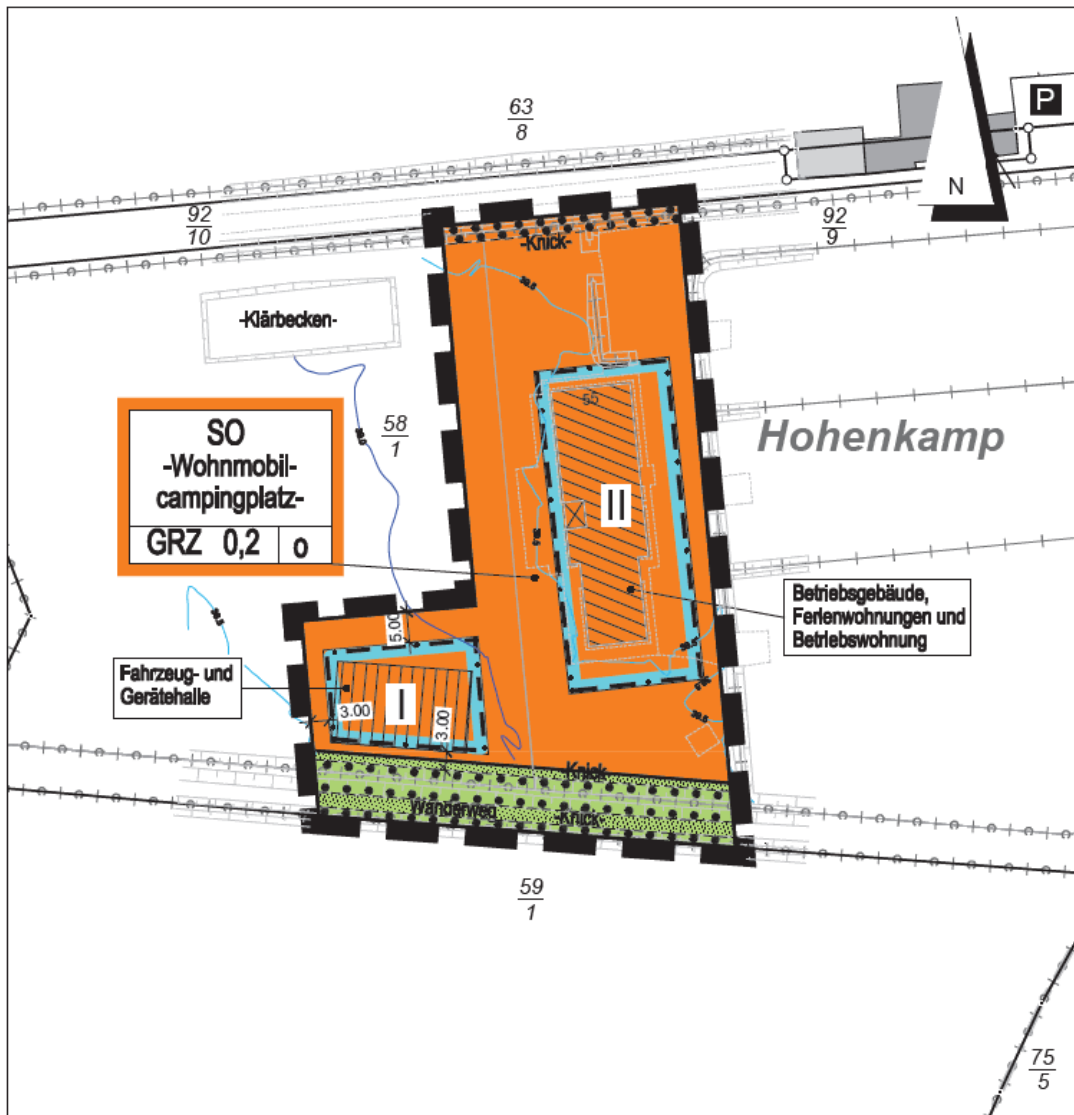 63
8
P
N
92
10
92
9
-Knick-
-Klärbecken-
58
1
55
Hohenkamp
SO
-Wohnmobil-
campingplatz-
GRZ 0,2
o
II
Betriebsgebäude,
Ferienwohnungen und
Betriebswohnung
5.00
Fahrzeug- und
Gerätehalle
I
3.00
3.00
-Knick-
Wanderweg
-Knick-
59
1
75
5